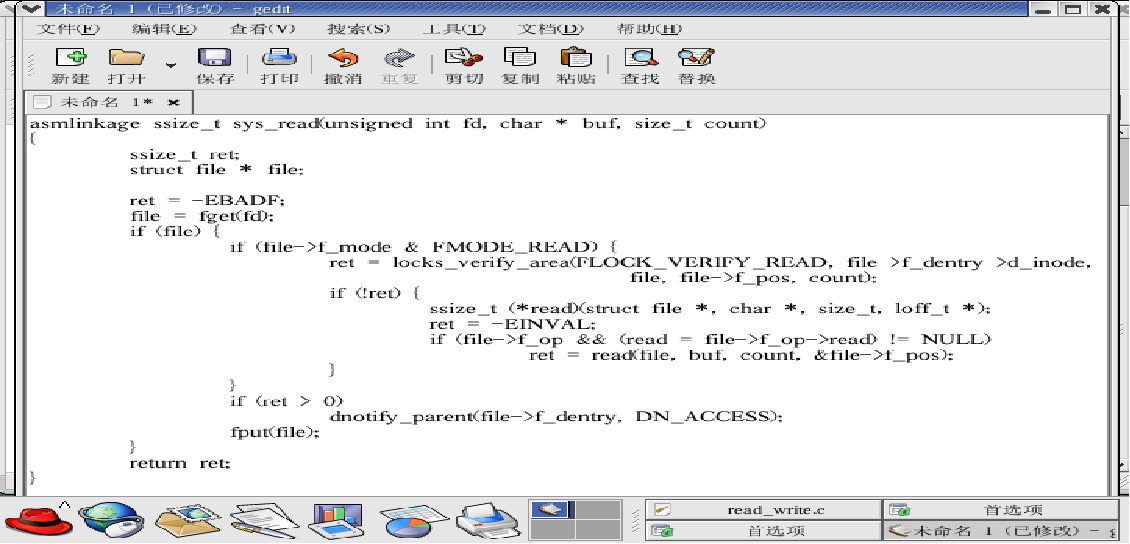 未命名 1（已修改）- gedit
文件(F) 编辑(E) 查看(V) 搜索(S) 工具(T) 文档(D) 帮助(H)
新建 打开 保存 打印 撤消 重复 剪切 复制 粘贴 查找 替换
未命名 1*
asmlinkage ssize_t sys_read(unsigned int fd, char * buf, size_t count)
{
ssize_t ret;
struct file * file;
ret = -EBADF;
file = fget(fd);
if (file) {
if (file->f_mode & FMODE_READ) {
ret = locks_verify_area(FLOCK_VERIFY_READ, file >f_dentry >d_inode,
file, file->f_pos, count);
if (!ret) {
ssize_t (*read)(struct file *, char *, size_t, loff_t *);
ret = -EINVAL;
if (file->f_op && (read = file->f_op->read) != NULL)
ret = read(file, buf, count, &file->f_pos);
}
}
if (ret > 0)
dnotify_parent(file->f_dentry, DN_ACCESS);
fput(file);
}
return ret;
}
read_write.c 首选项
首选项 未命名 1（已修改）- g